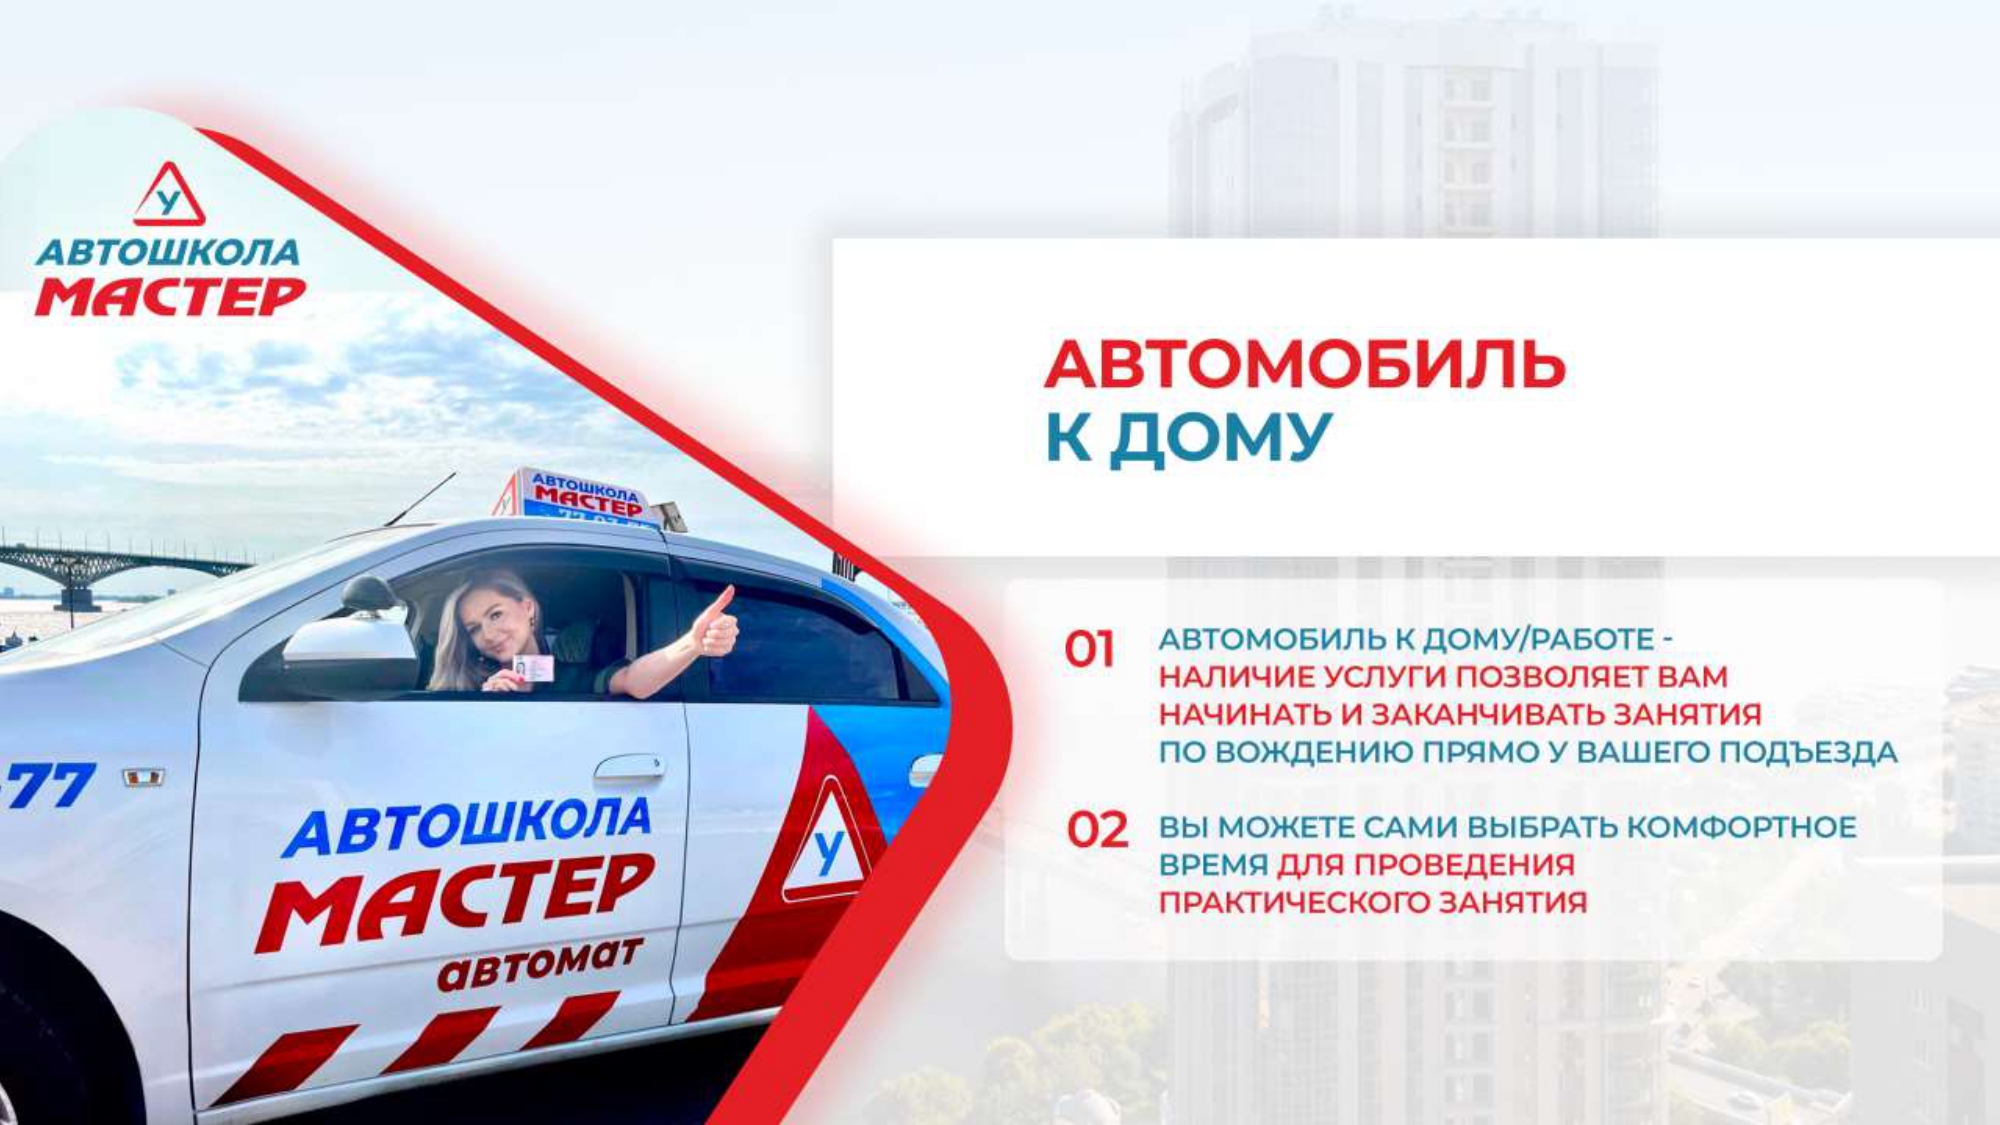 У
АВТОШКОЛА
МАСТЕР
АВТОМОБИЛЬ
К ДОМУ
01
АВТОМОБИЛЬ К ДОМУ/РАБОТЕ -
НАЛИЧИЕ УСЛУГИ ПОЗВОЛЯЕТ ВАМ
НАЧИНАТЬ И ЗАКАНЧИВАТЬ ЗАНЯТИЯ
ПО ВОЖДЕНИЮ ПРЯМО У ВАШЕГО ПОДЪЕЗДА
02
ВЫ МОЖЕТЕ САМИ ВЫБРАТЬ КОМФОРТНОЕ
ВРЕМЯ ДЛЯ ПРОВЕДЕНИЯ
ПРАКТИЧЕСКОГО ЗАНЯТИЯ
АВТОШКОЛА
МАСТЕР
-77
АВТОШКОЛА
МАСТЕР
автомат
У